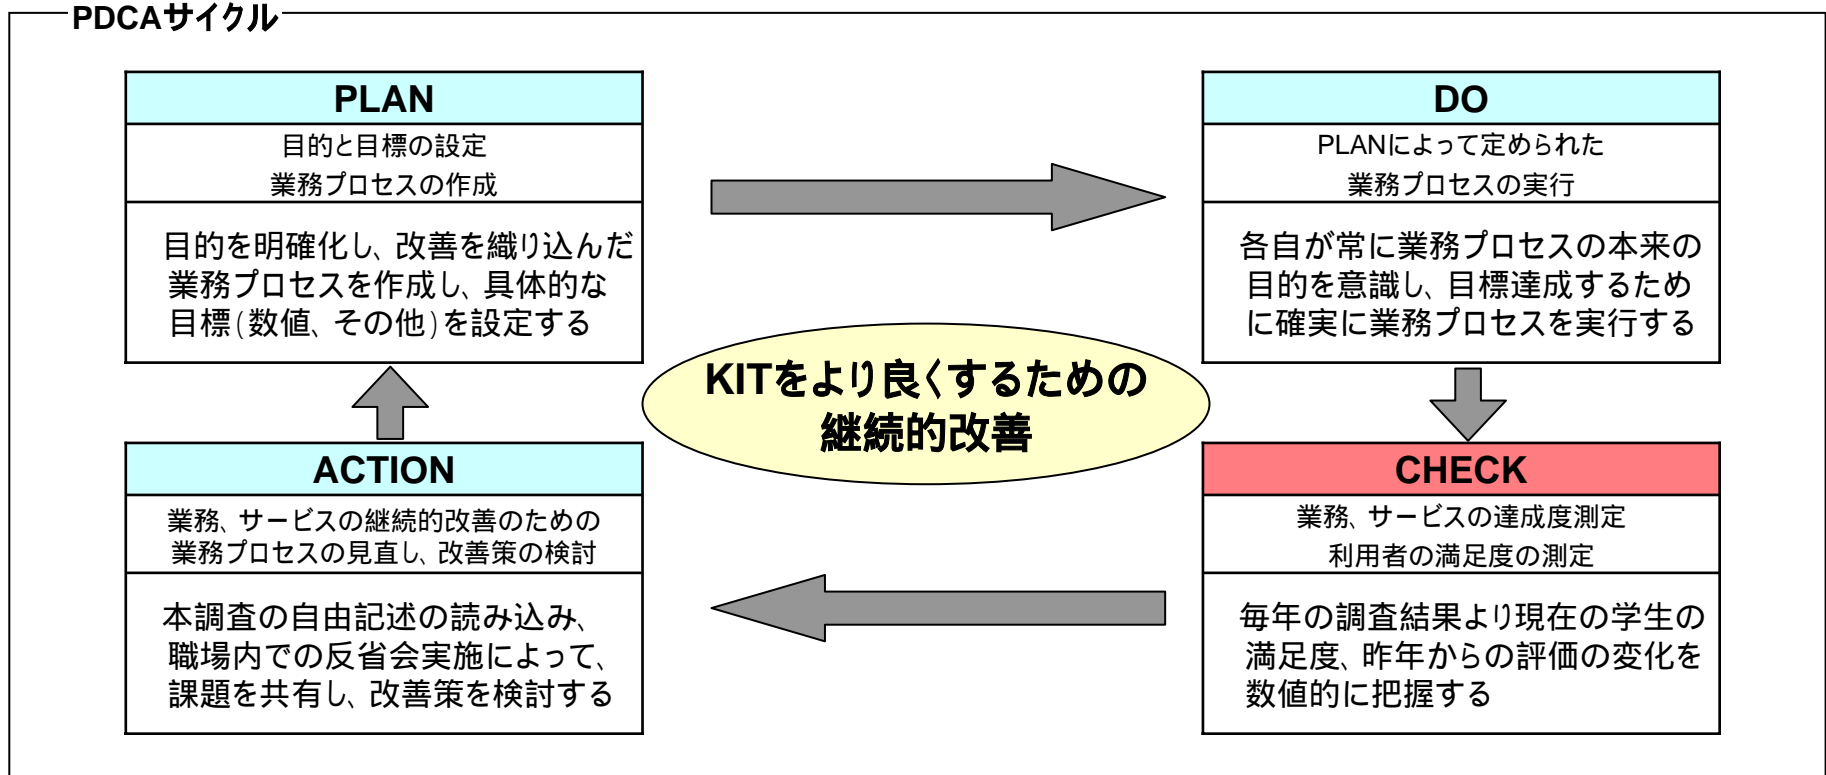 PDCAサイクル
PLAN
目的と目標の設定
業務プロセスの作成
目的を明確化し、改善を織り込んだ
業務プロセスを作成し、具体的な
目標(数値、その他)を設定する
DO
PLANによって定められた
業務プロセスの実行
各自が常に業務プロセスの本来の
目的を意識し、目標達成するため
に確実に業務プロセスを実行する
KITをより良くするための
継続的改善
ACTION
業務、サービスの継続的改善のための
業務プロセスの見直し、改善策の検討
本調査の自由記述の読み込み、
職場内での反省会実施によって、
課題を共有し、改善策を検討する
CHECK
業務、サービスの達成度測定
利用者の満足度の測定
毎年の調査結果より現在の学生の
満足度、昨年からの評価の変化を
数値的に把握する